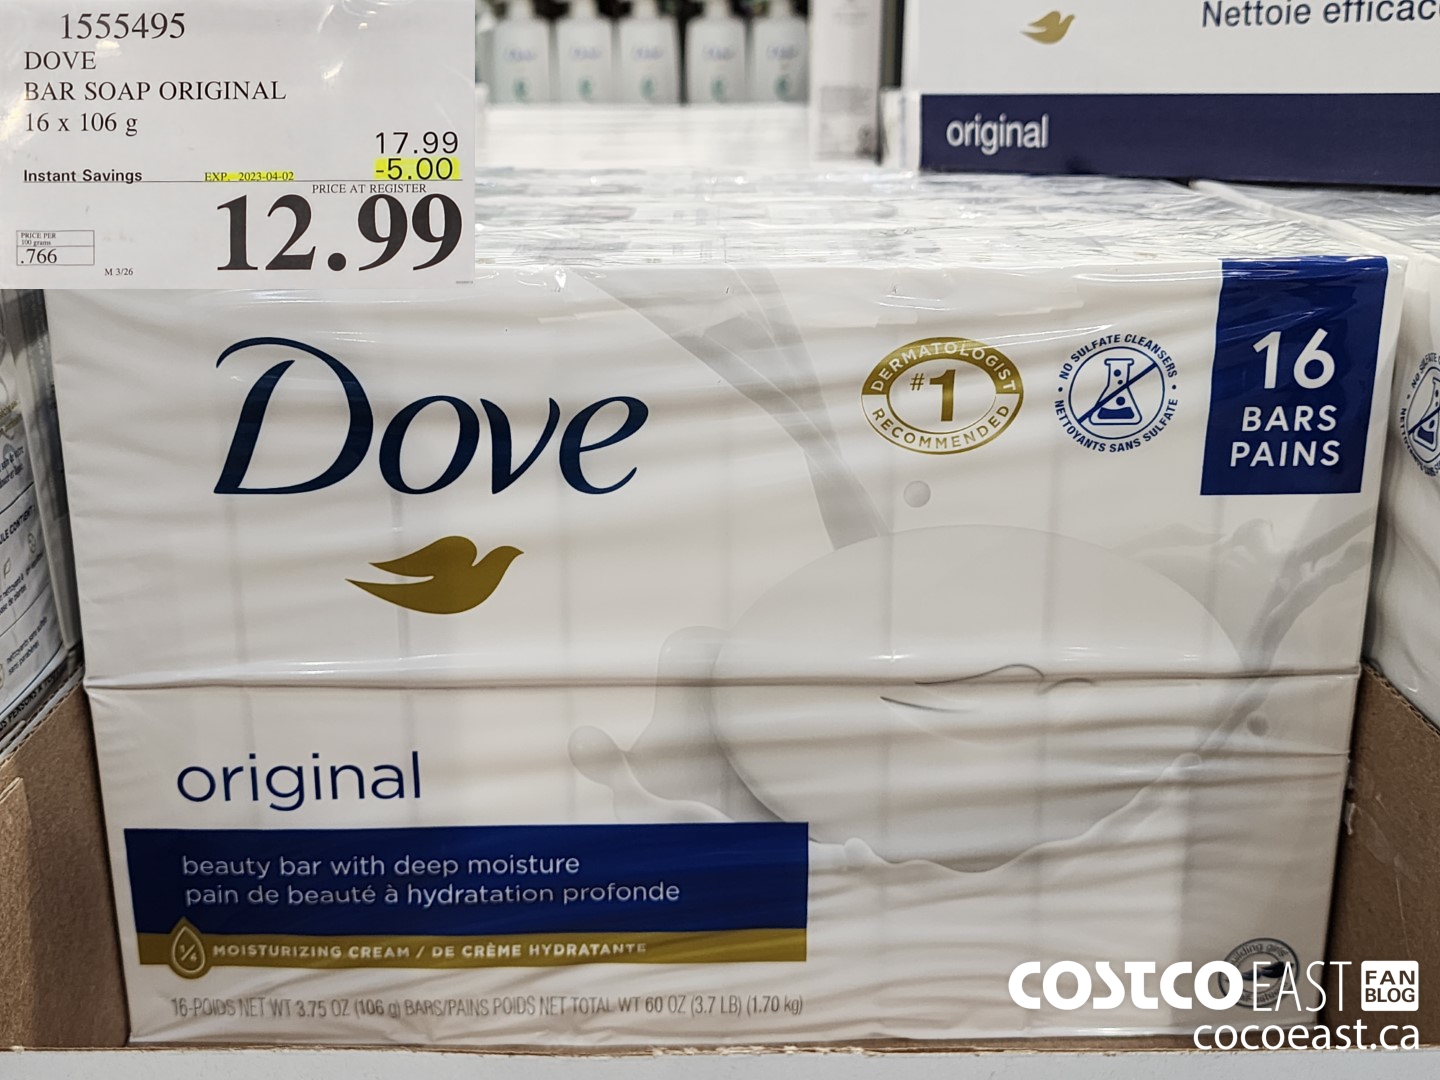 1555495
DOVE
BAR SOAP ORIGINAL
16 x 106 g
17.99
Instant Savings EXP. 2023-04-02 -5.00
PRICE AT REGISTER
12.99
PRICE PER
100 grams
.766
M 3/26
Nettoie efficac
original
Dove
DERMATOLOGIST
#1
RECOMMENDED
• NO SULFATE CLEANSERS •
NETTOYANTS SANS SULFATE
16
BARS
PAINS
original
beauty bar with deep moisture
pain de beauté à hydratation profonde
1/4 MOISTURIZING CREAM / DE CRÈME HYDRATANTE
16-POIDS NET WT 3.75 OZ (106 g) BARS/PAINS POIDS NET TOTAL WT 60 OZ (3.7 LB) (1.70 kg)
COSTCO EAST FAN
BLOG
cocoeast.ca